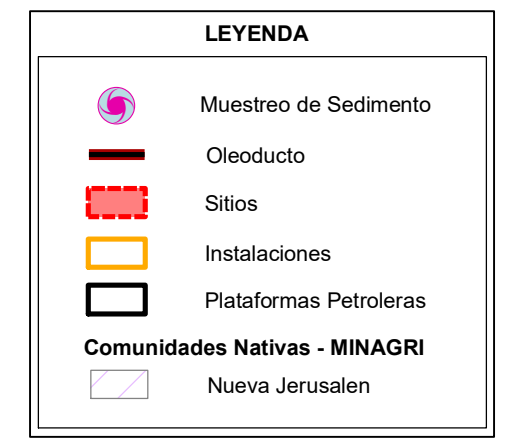 LEYENDA
Muestreo de Sedimento
Oleoducto
Sitios
Instalaciones
Plataformas Petroleras
Comunidades Nativas - MINAGRI
Nueva Jerusalen